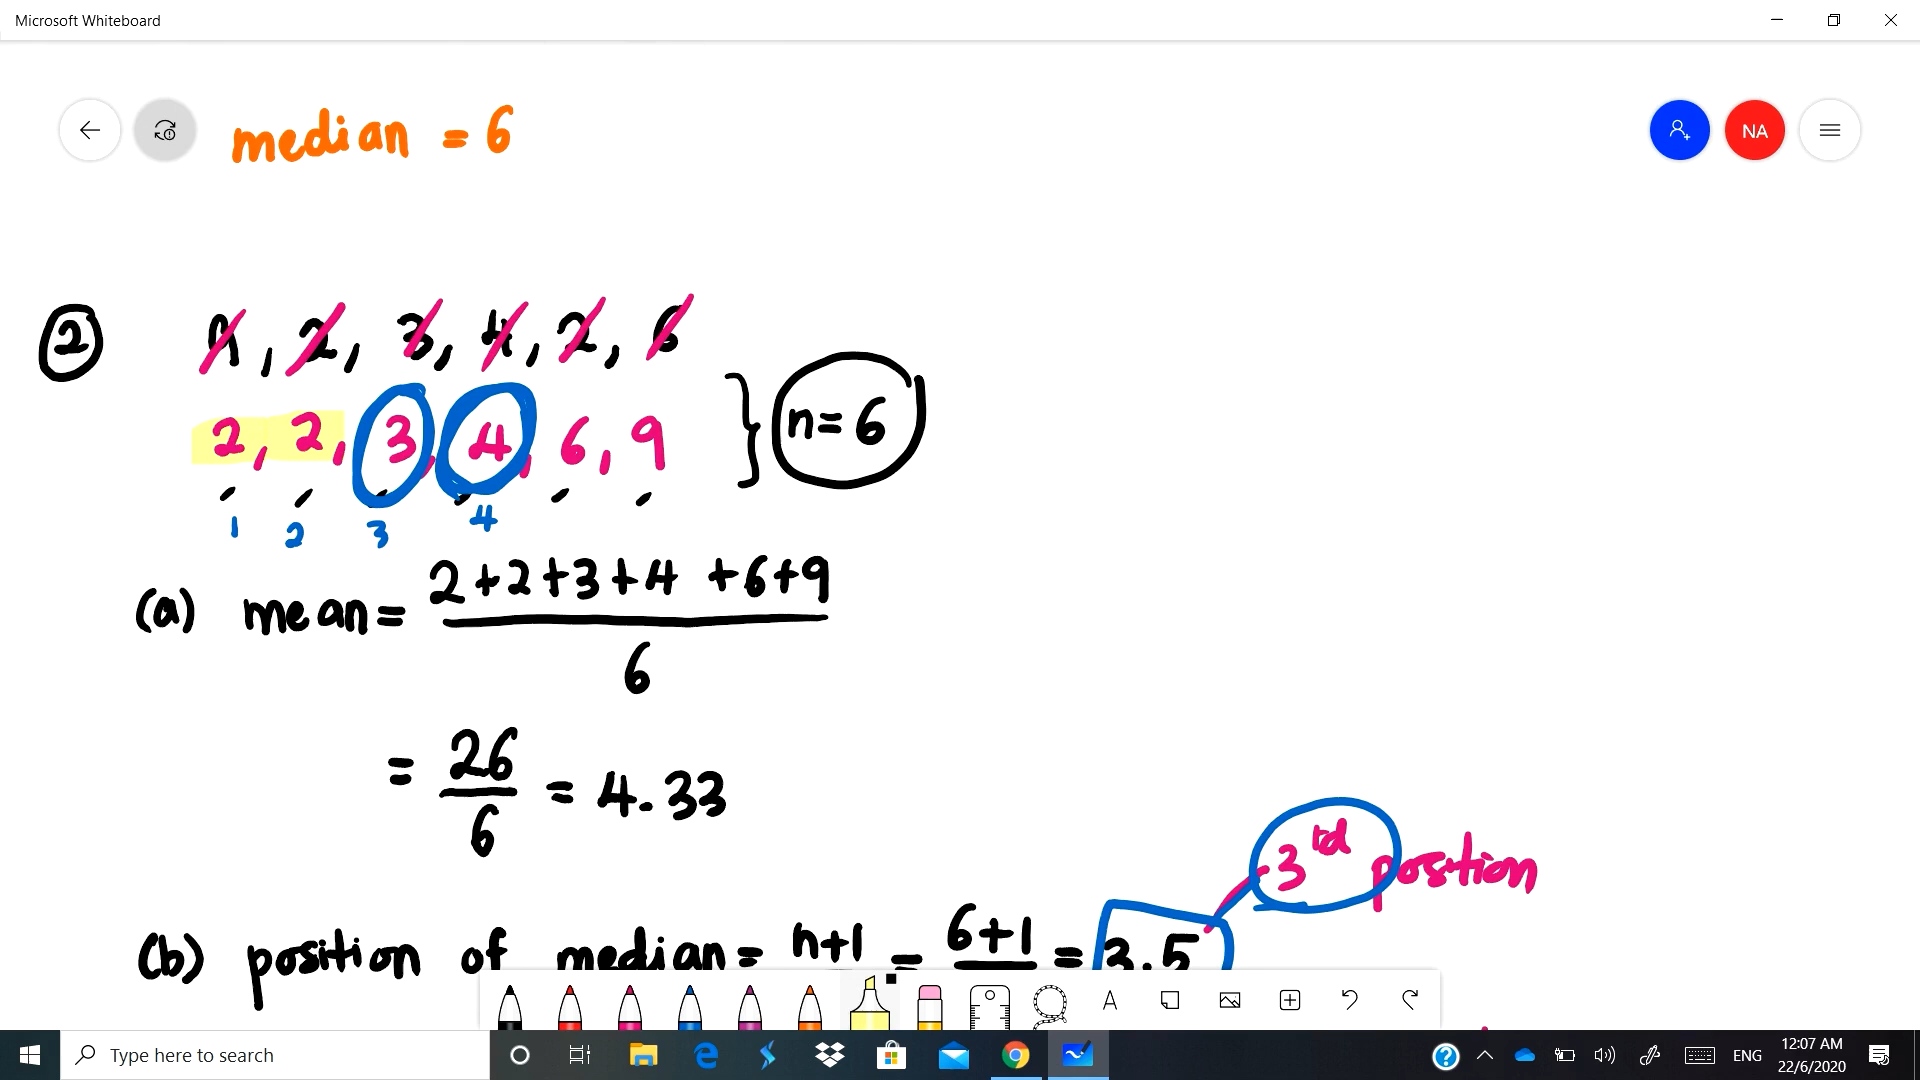 Microsoft Whiteboard
median = 6
NA
2 9, 2, 3, 4, 2, 6
2, 2, 3, 4, 6, 9 } n=6
1 2 3 4
(a) mean = 2+2+3+4 +6+9
6
= 26 = 4.33
6
3rd position
(b) position of median = n+1 = 6+1 = 3.5
A
Type here to search
ENG
12:07 AM
22/6/2020